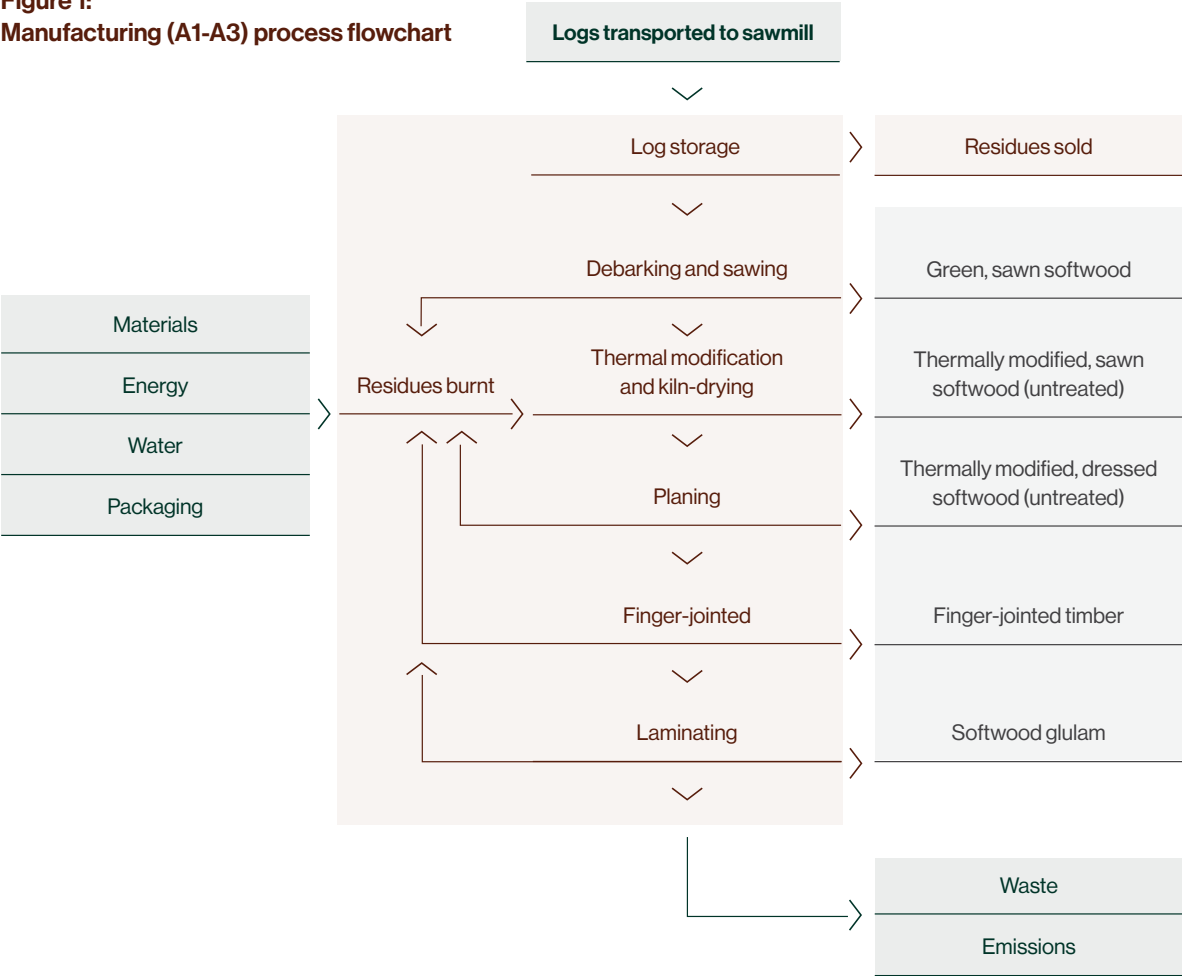 Figure 1:
Manufacturing (A1-A3) process flowchart
Logs transported to sawmill
Log storage
Residues sold
Debarking and sawing
Green, sawn softwood
Materials
Energy
Water
Packaging
Residues burnt
Thermal modification
and kiln-drying
Thermally modified, sawn
softwood (untreated)
Planing
Thermally modified, dressed
softwood (untreated)
Finger-jointed
Finger-jointed timber
Laminating
Softwood glulam
Waste
Emissions